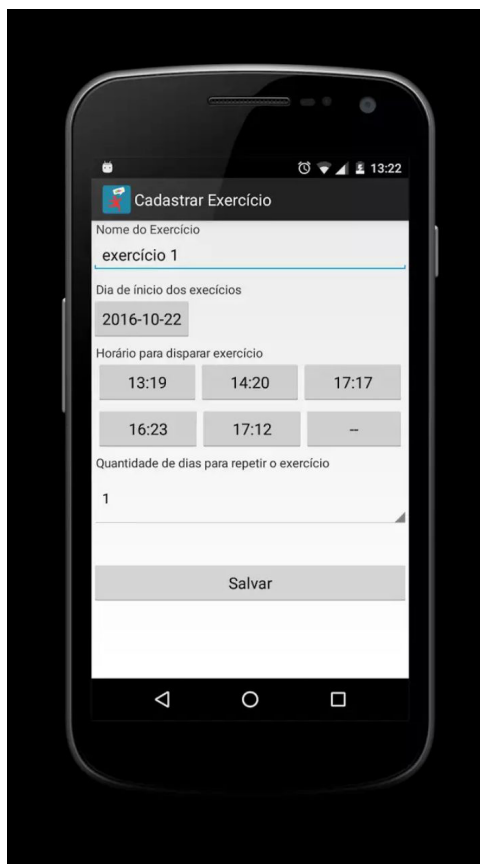 13:22
Cadastrar Exercício
Nome do Exercício
exercício 1
Dia de ínicio dos execícios
2016-10-22
Horário para disparar exercício
13:19 14:20 17:17
16:23 17:12 --
Quantidade de dias para repetir o exercício
1
Salvar